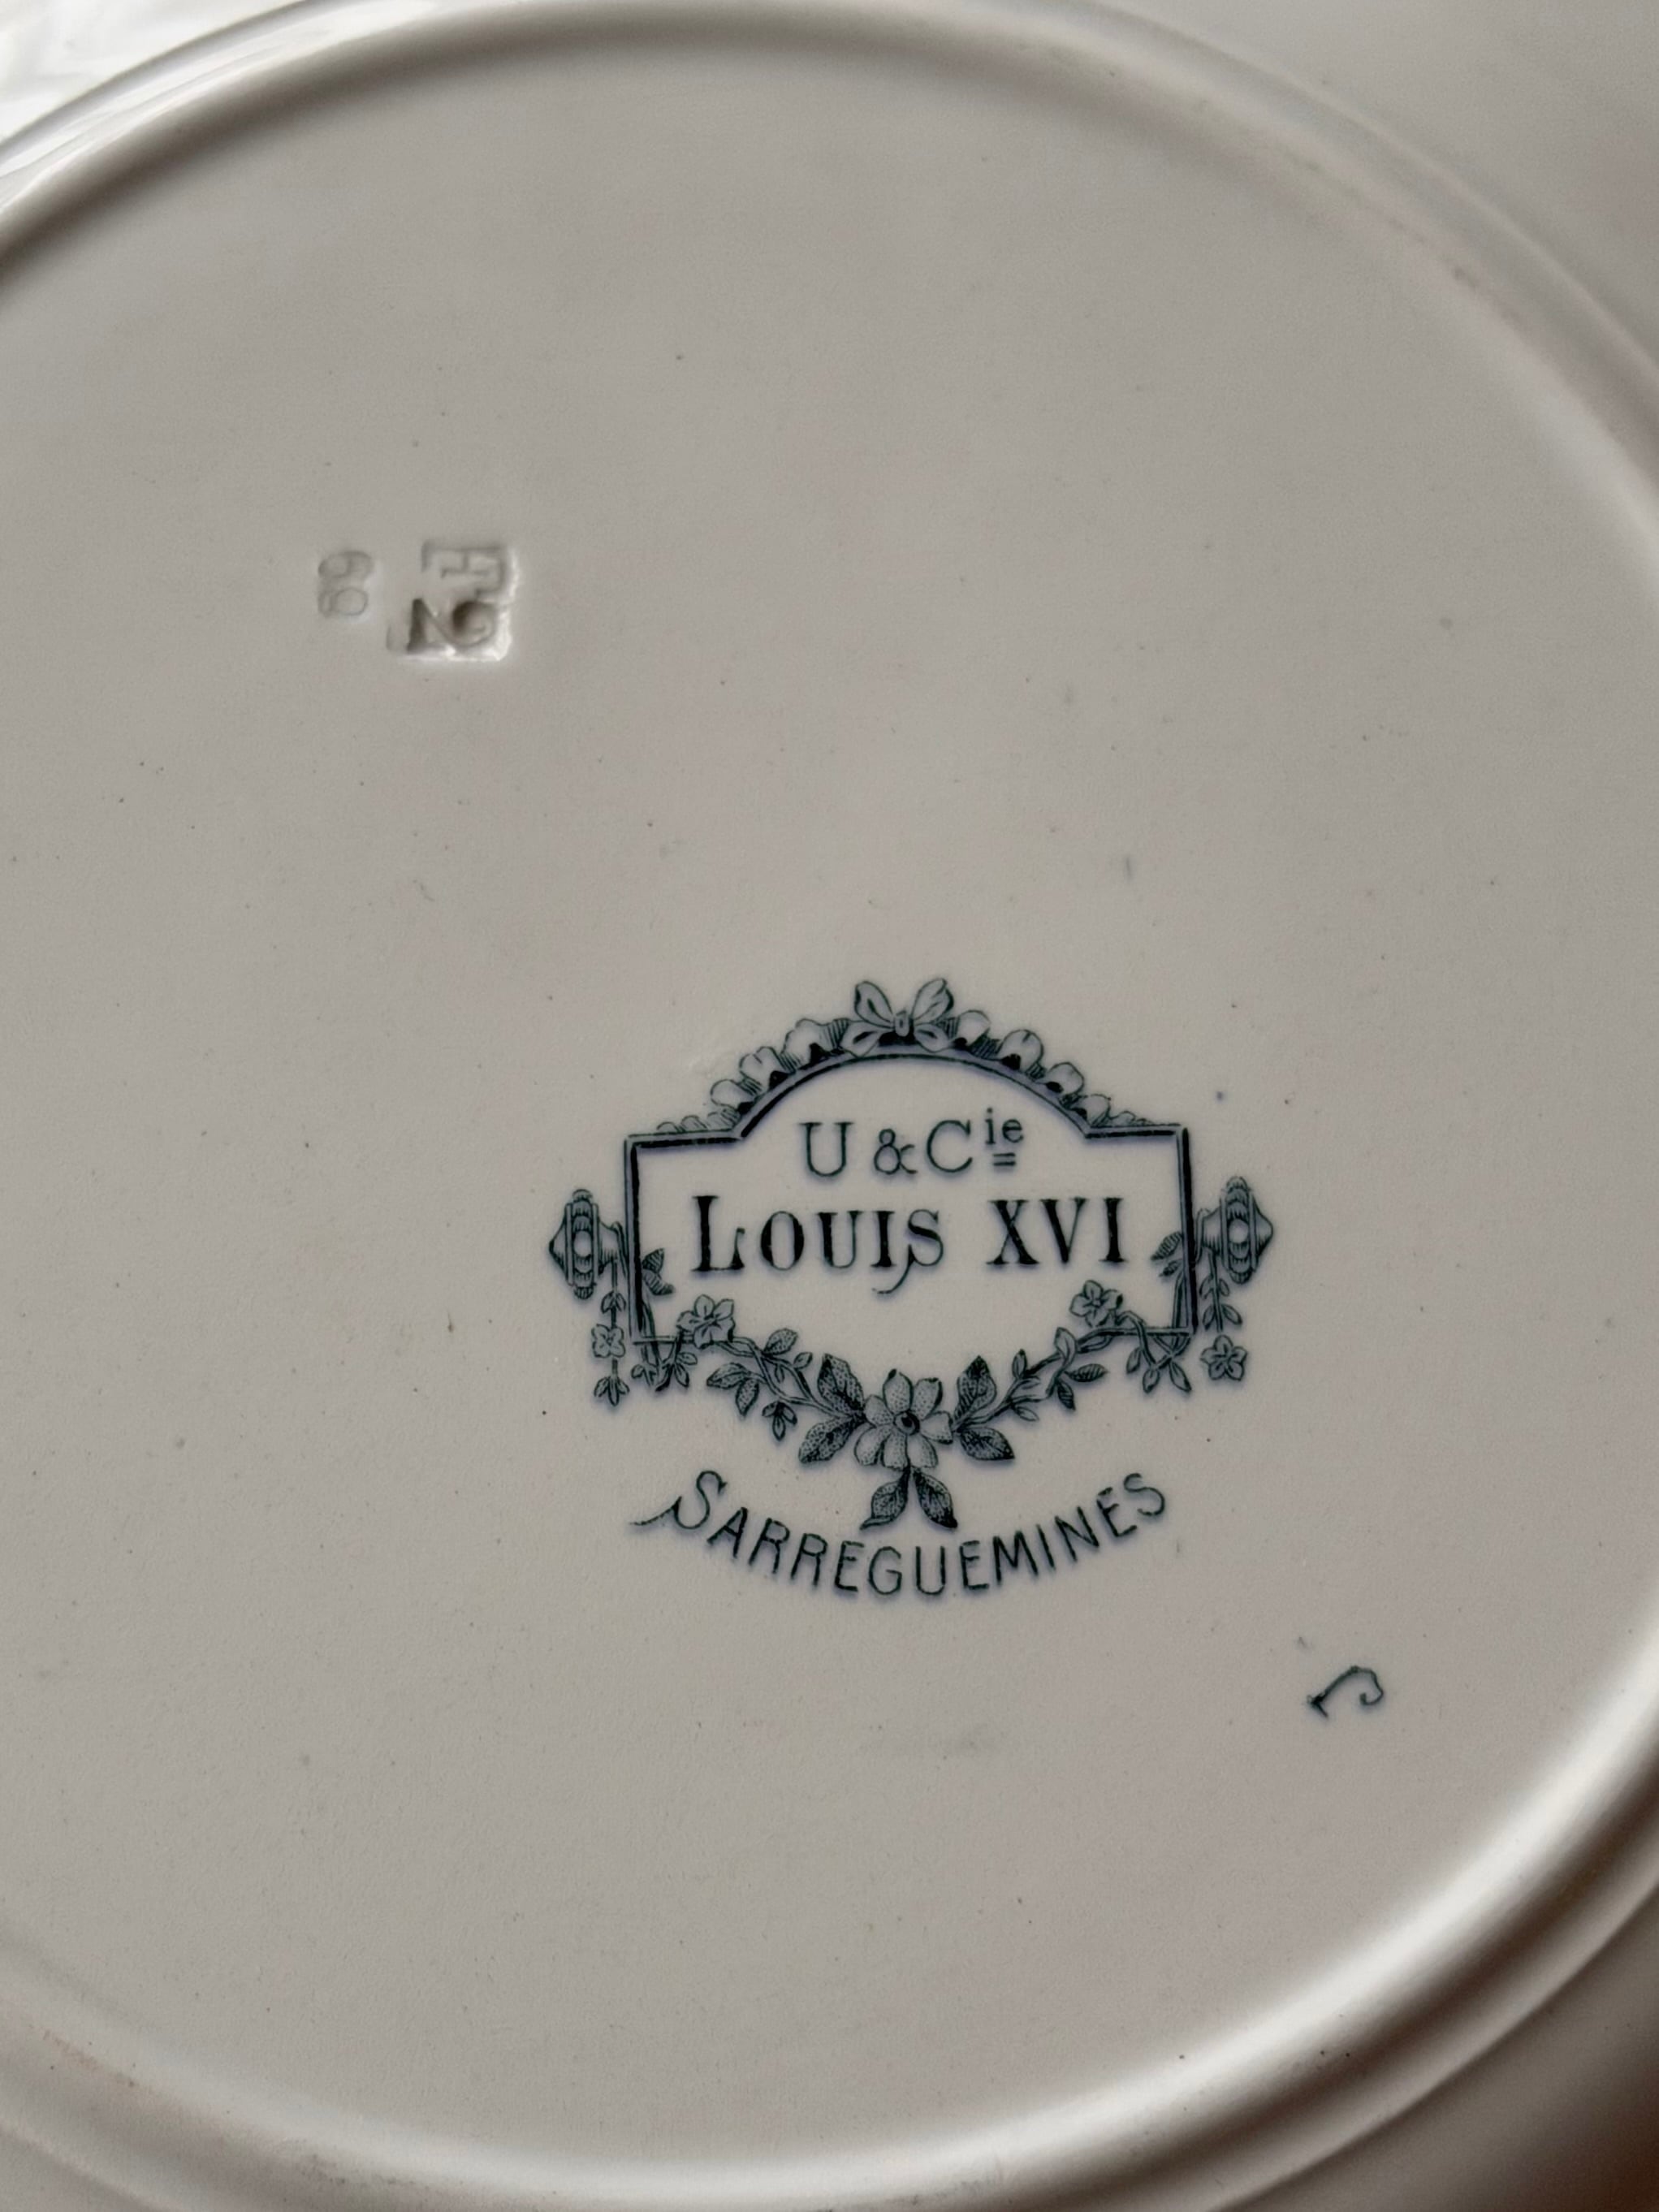 U & Cie
LOUIS XVI
SARREGUEMINES